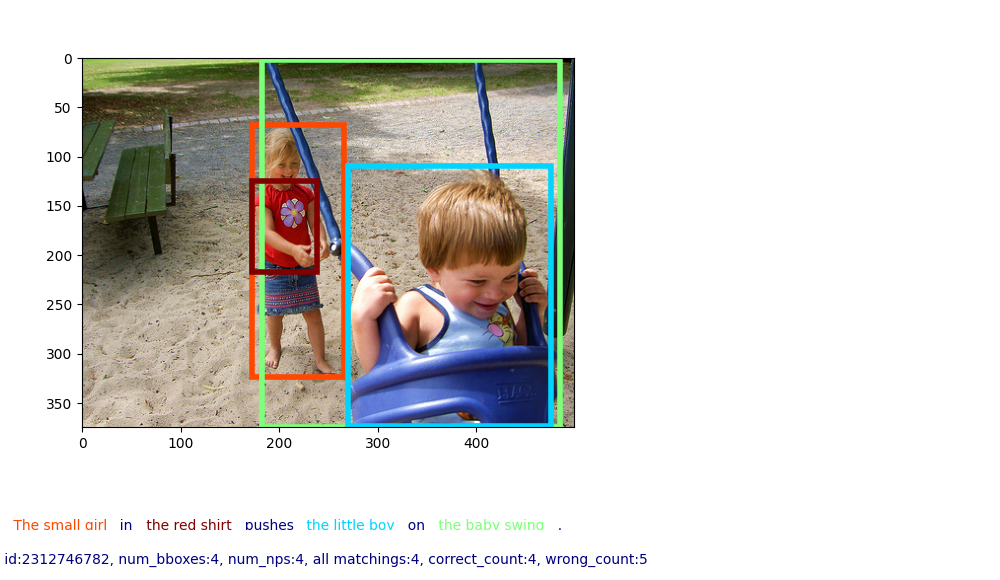 0
50
100
150
200
250
300
350
0 100 200 300 400
The small girl in the red shirt pushes the little boy on the baby swing .
id:2312746782, num_bboxes:4, num_nps:4, all matchings:4, correct_count:4, wrong_count:5